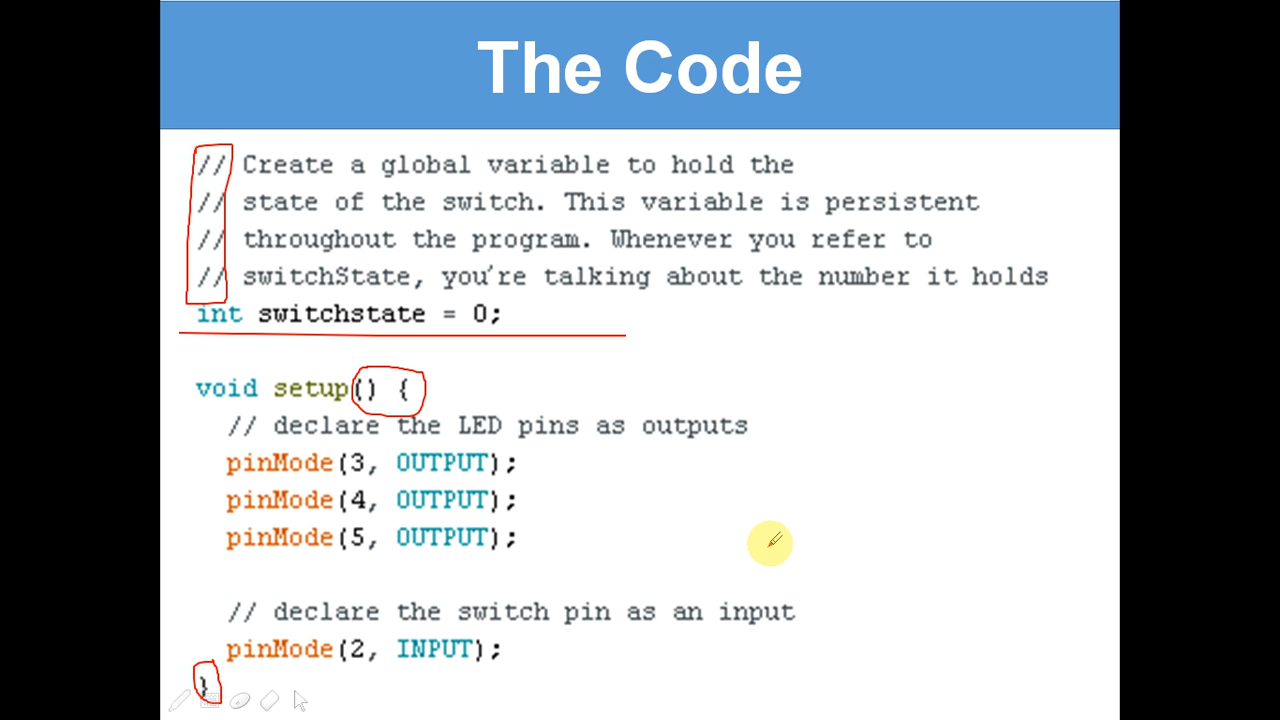 The Code
// Create a global variable to hold the
// state of the switch. This variable is persistent
// throughout the program. Whenever you refer to
// switchState, you're talking about the number it holds
int switchstate = 0;
void setup() {
// declare the LED pins as outputs
pinMode(3, OUTPUT);
pinMode(4, OUTPUT);
pinMode(5, OUTPUT);
// declare the switch pin as an input
pinMode(2, INPUT);
}